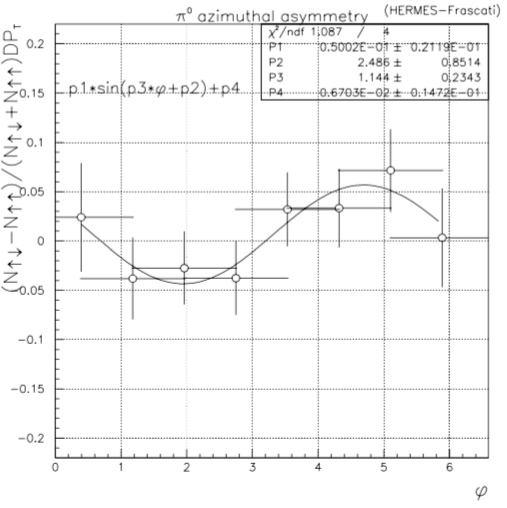 π⁰ azimuthal asymmetry (HERMES-Frascati)
χ²/ndf 1.087 / 4
P1 0.5002E-01 ± 0.2119E-01
P2 2.486 ± 0.8514
P3 1.144 ± 0.2343
P4 0.6703E-02 ± 0.1472E-01
p1*sin(p3*φ+p2)+p4
(N↑↓-N↑↑)/(N↑↓+N↑↑)DP_T
0.2
0.15
0.1
0.05
0
-0.05
-0.1
-0.15
-0.2
0 1 2 3 4 5 6
φ